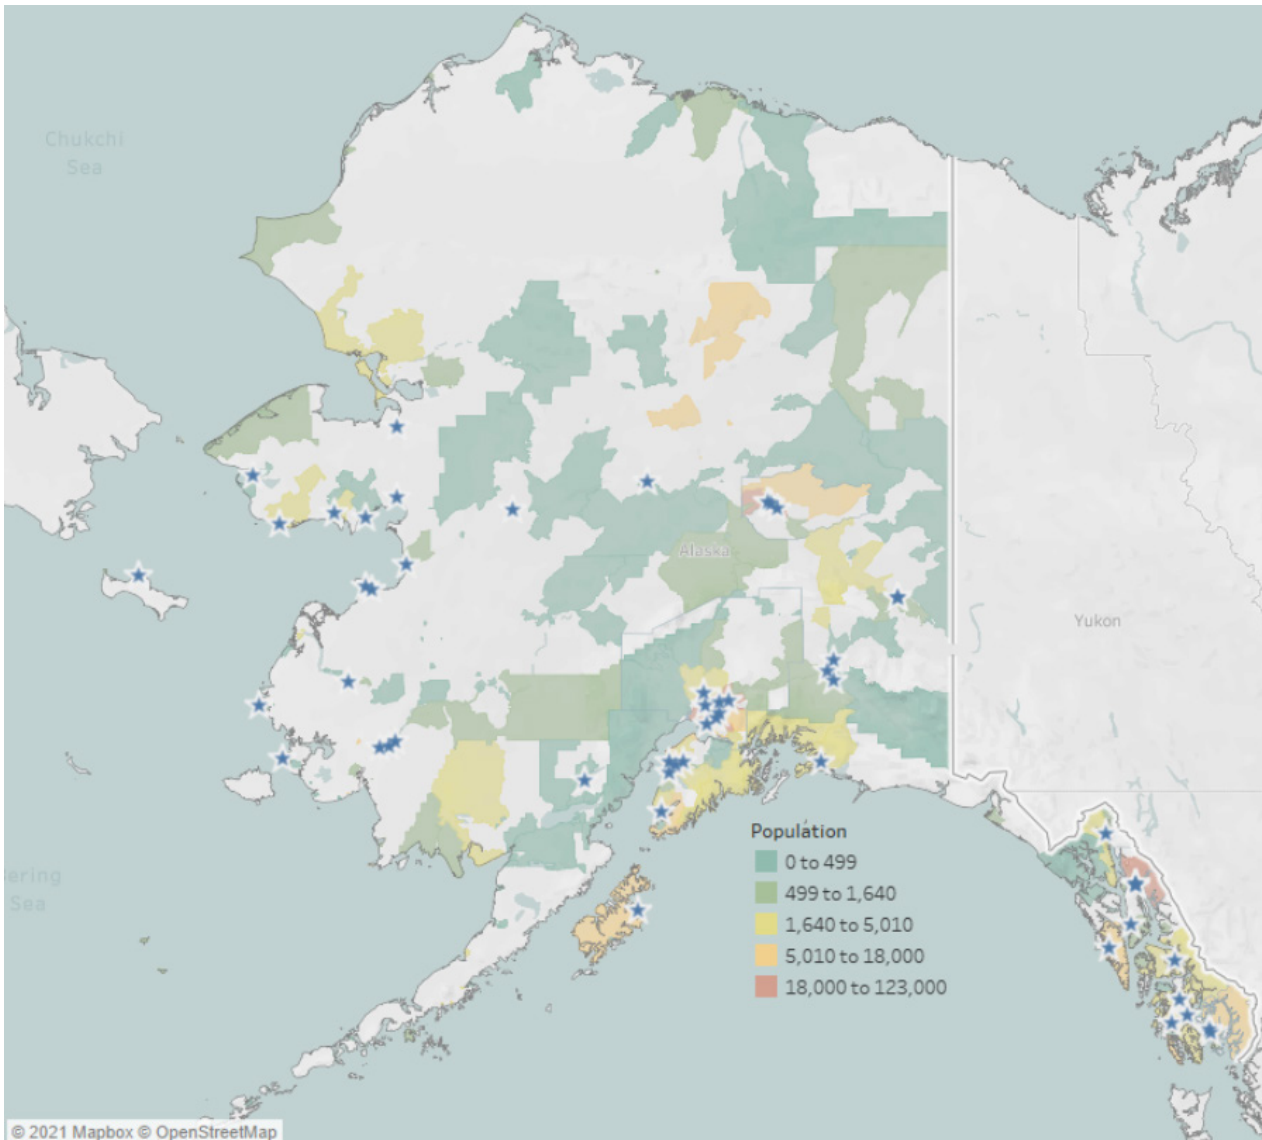 Chukchi
Sea
Alaska
Yukon
Population
0 to 499
499 to 1,640
1,640 to 5,010
5,010 to 18,000
18,000 to 123,000
ering
Sea
© 2021 Mapbox © OpenStreetMap